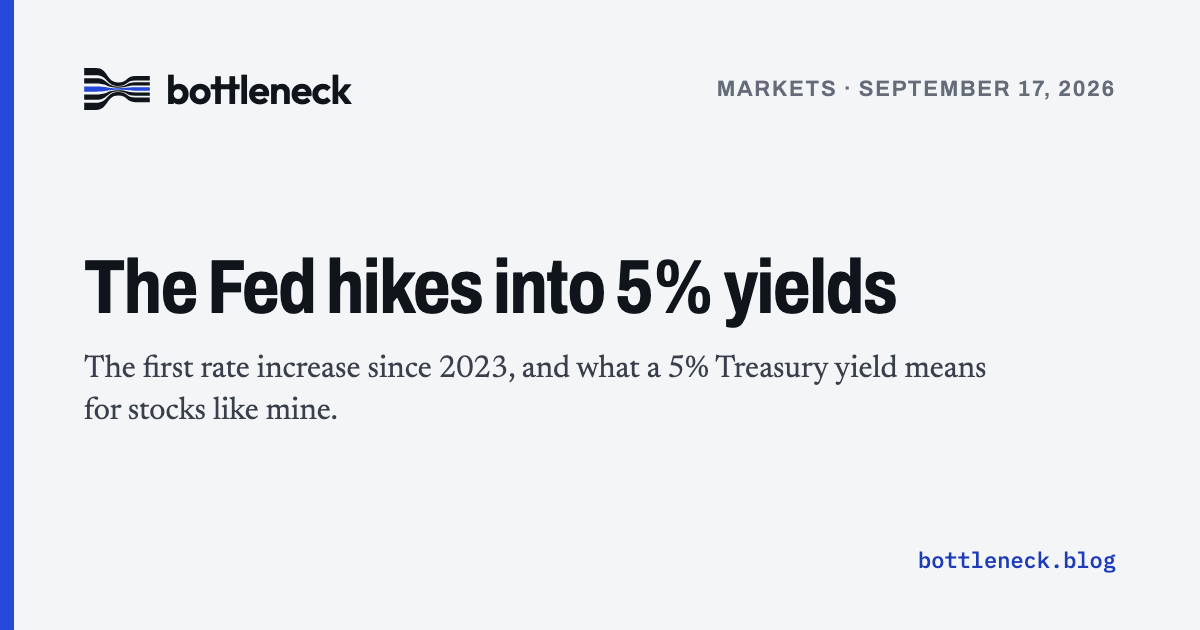 bottleneck
MARKETS · SEPTEMBER 17, 2026
The Fed hikes into 5% yields
The first rate increase since 2023, and what a 5% Treasury yield means
for stocks like mine.
bottleneck.blog